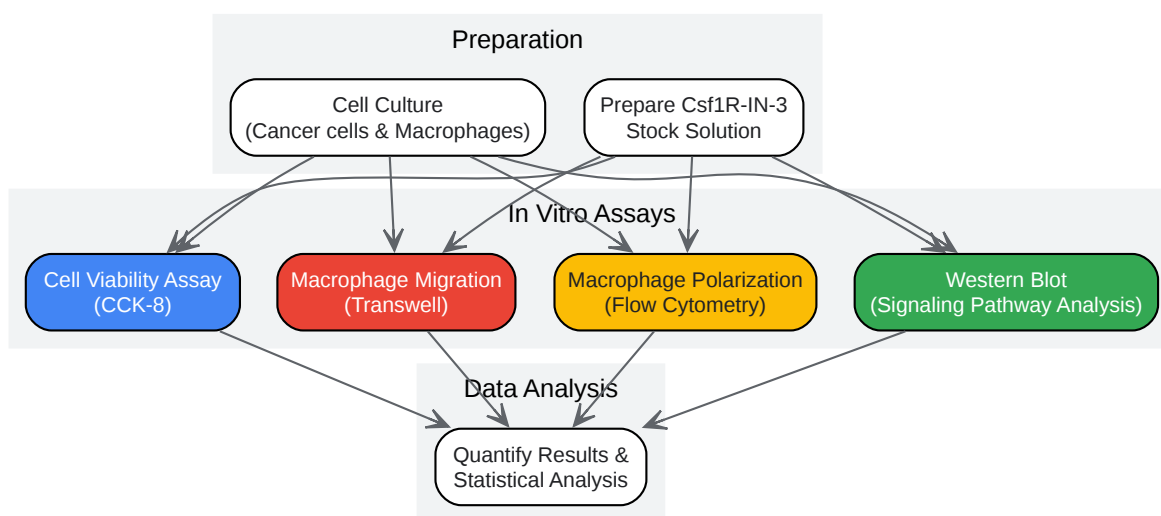 Preparation
Cell Culture
(Cancer cells & Macrophages)
Prepare Csf1R-IN-3
Stock Solution
In Vitro Assays
Cell Viability Assay
(CCK-8)
Macrophage Migration
(Transwell)
Macrophage Polarization
(Flow Cytometry)
Western Blot
(Signaling Pathway Analysis)
Data Analysis
Quantify Results &
Statistical Analysis